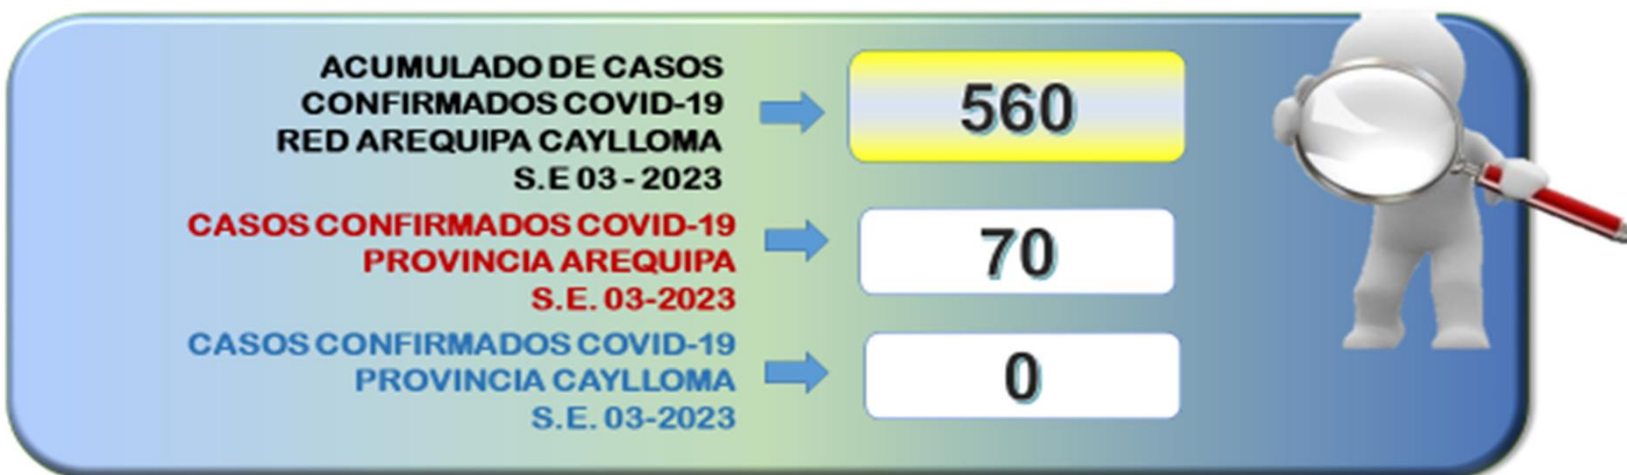 ACUMULADO DE CASOS
CONFIRMADOS COVID-19
RED AREQUIPA CAYLLOMA
S.E 03 - 2023
560
CASOS CONFIRMADOS COVID-19
PROVINCIA AREQUIPA
S.E. 03-2023
70
CASOS CONFIRMADOS COVID-19
PROVINCIA CAYLLOMA
S.E. 03-2023
0